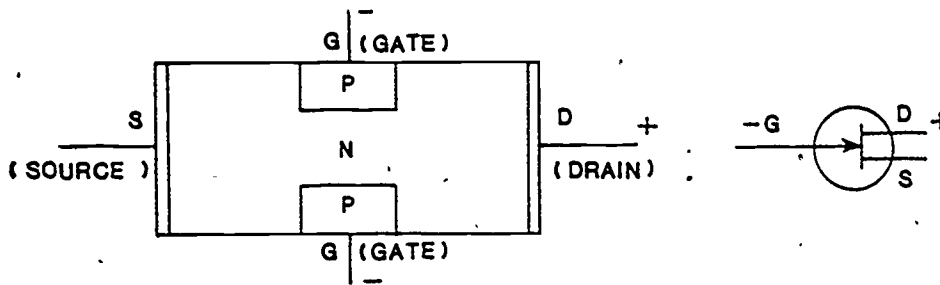 −
G (GATE)
P
S
D
+
N
(SOURCE)
(DRAIN)
P
G (GATE)
−
−G
D
+
S